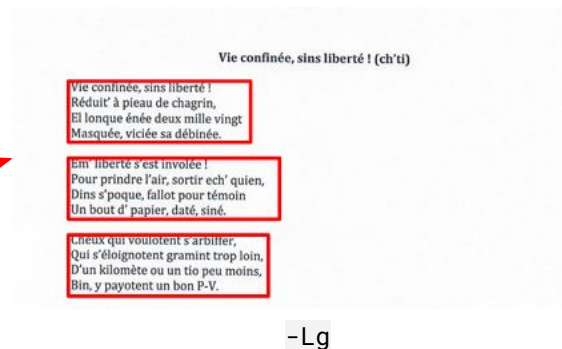 Vie confinée, sins liberté ! (ch'ti)
Vie confinée, sins liberté !
Réduit' à pieau de chagrin,
El lonque énée deux mille vingt
Masquée, viciée sa débinée.
Em' liberté s'est involée !
Pour prindre l'air, sortir ech' quien,
Dins s'poque, fallot pour témoin
Un bout d' papier, daté, siné.
Cheux qui voulotent s'arbiffer,
Qui s'éloignotent gramint trop loin,
D'un kilomète ou un tio peu moins,
Bin, y payotent un bon P-V.
-Lg